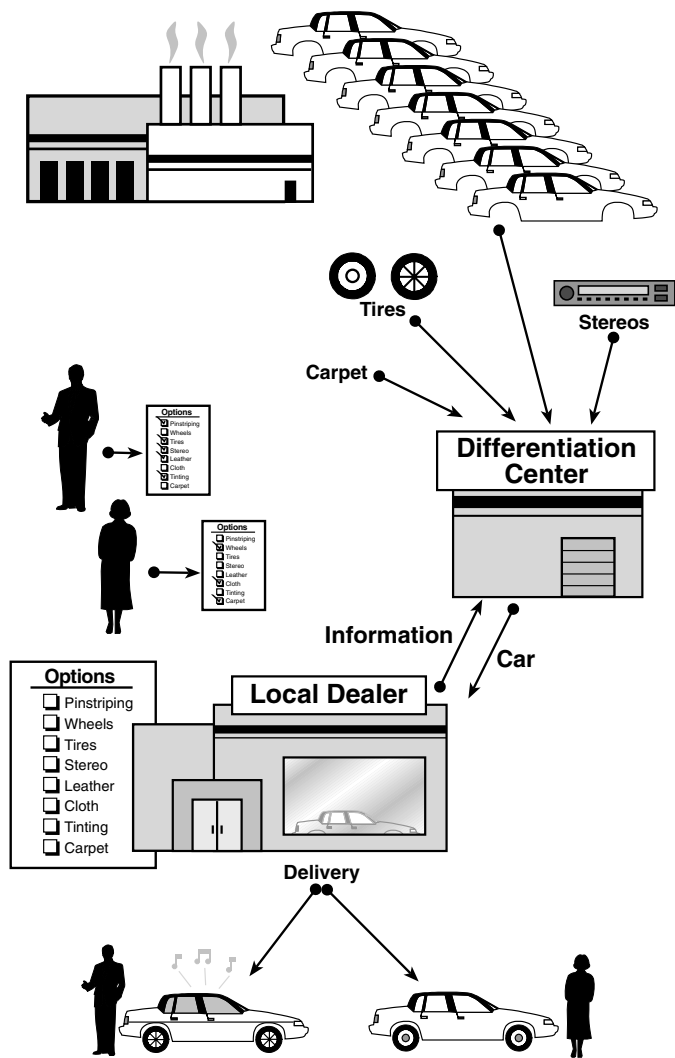 Tires
Stereos
Carpet
Options
Pinstriping
Wheels
Tires
Stereo
Leather
Cloth
Tinting
Carpet
Differentiation
Center
Options
Pinstriping
Wheels
Tires
Stereo
Leather
Cloth
Tinting
Carpet
Information
Car
Options
Pinstriping
Wheels
Tires
Stereo
Leather
Cloth
Tinting
Carpet
Local Dealer
Delivery